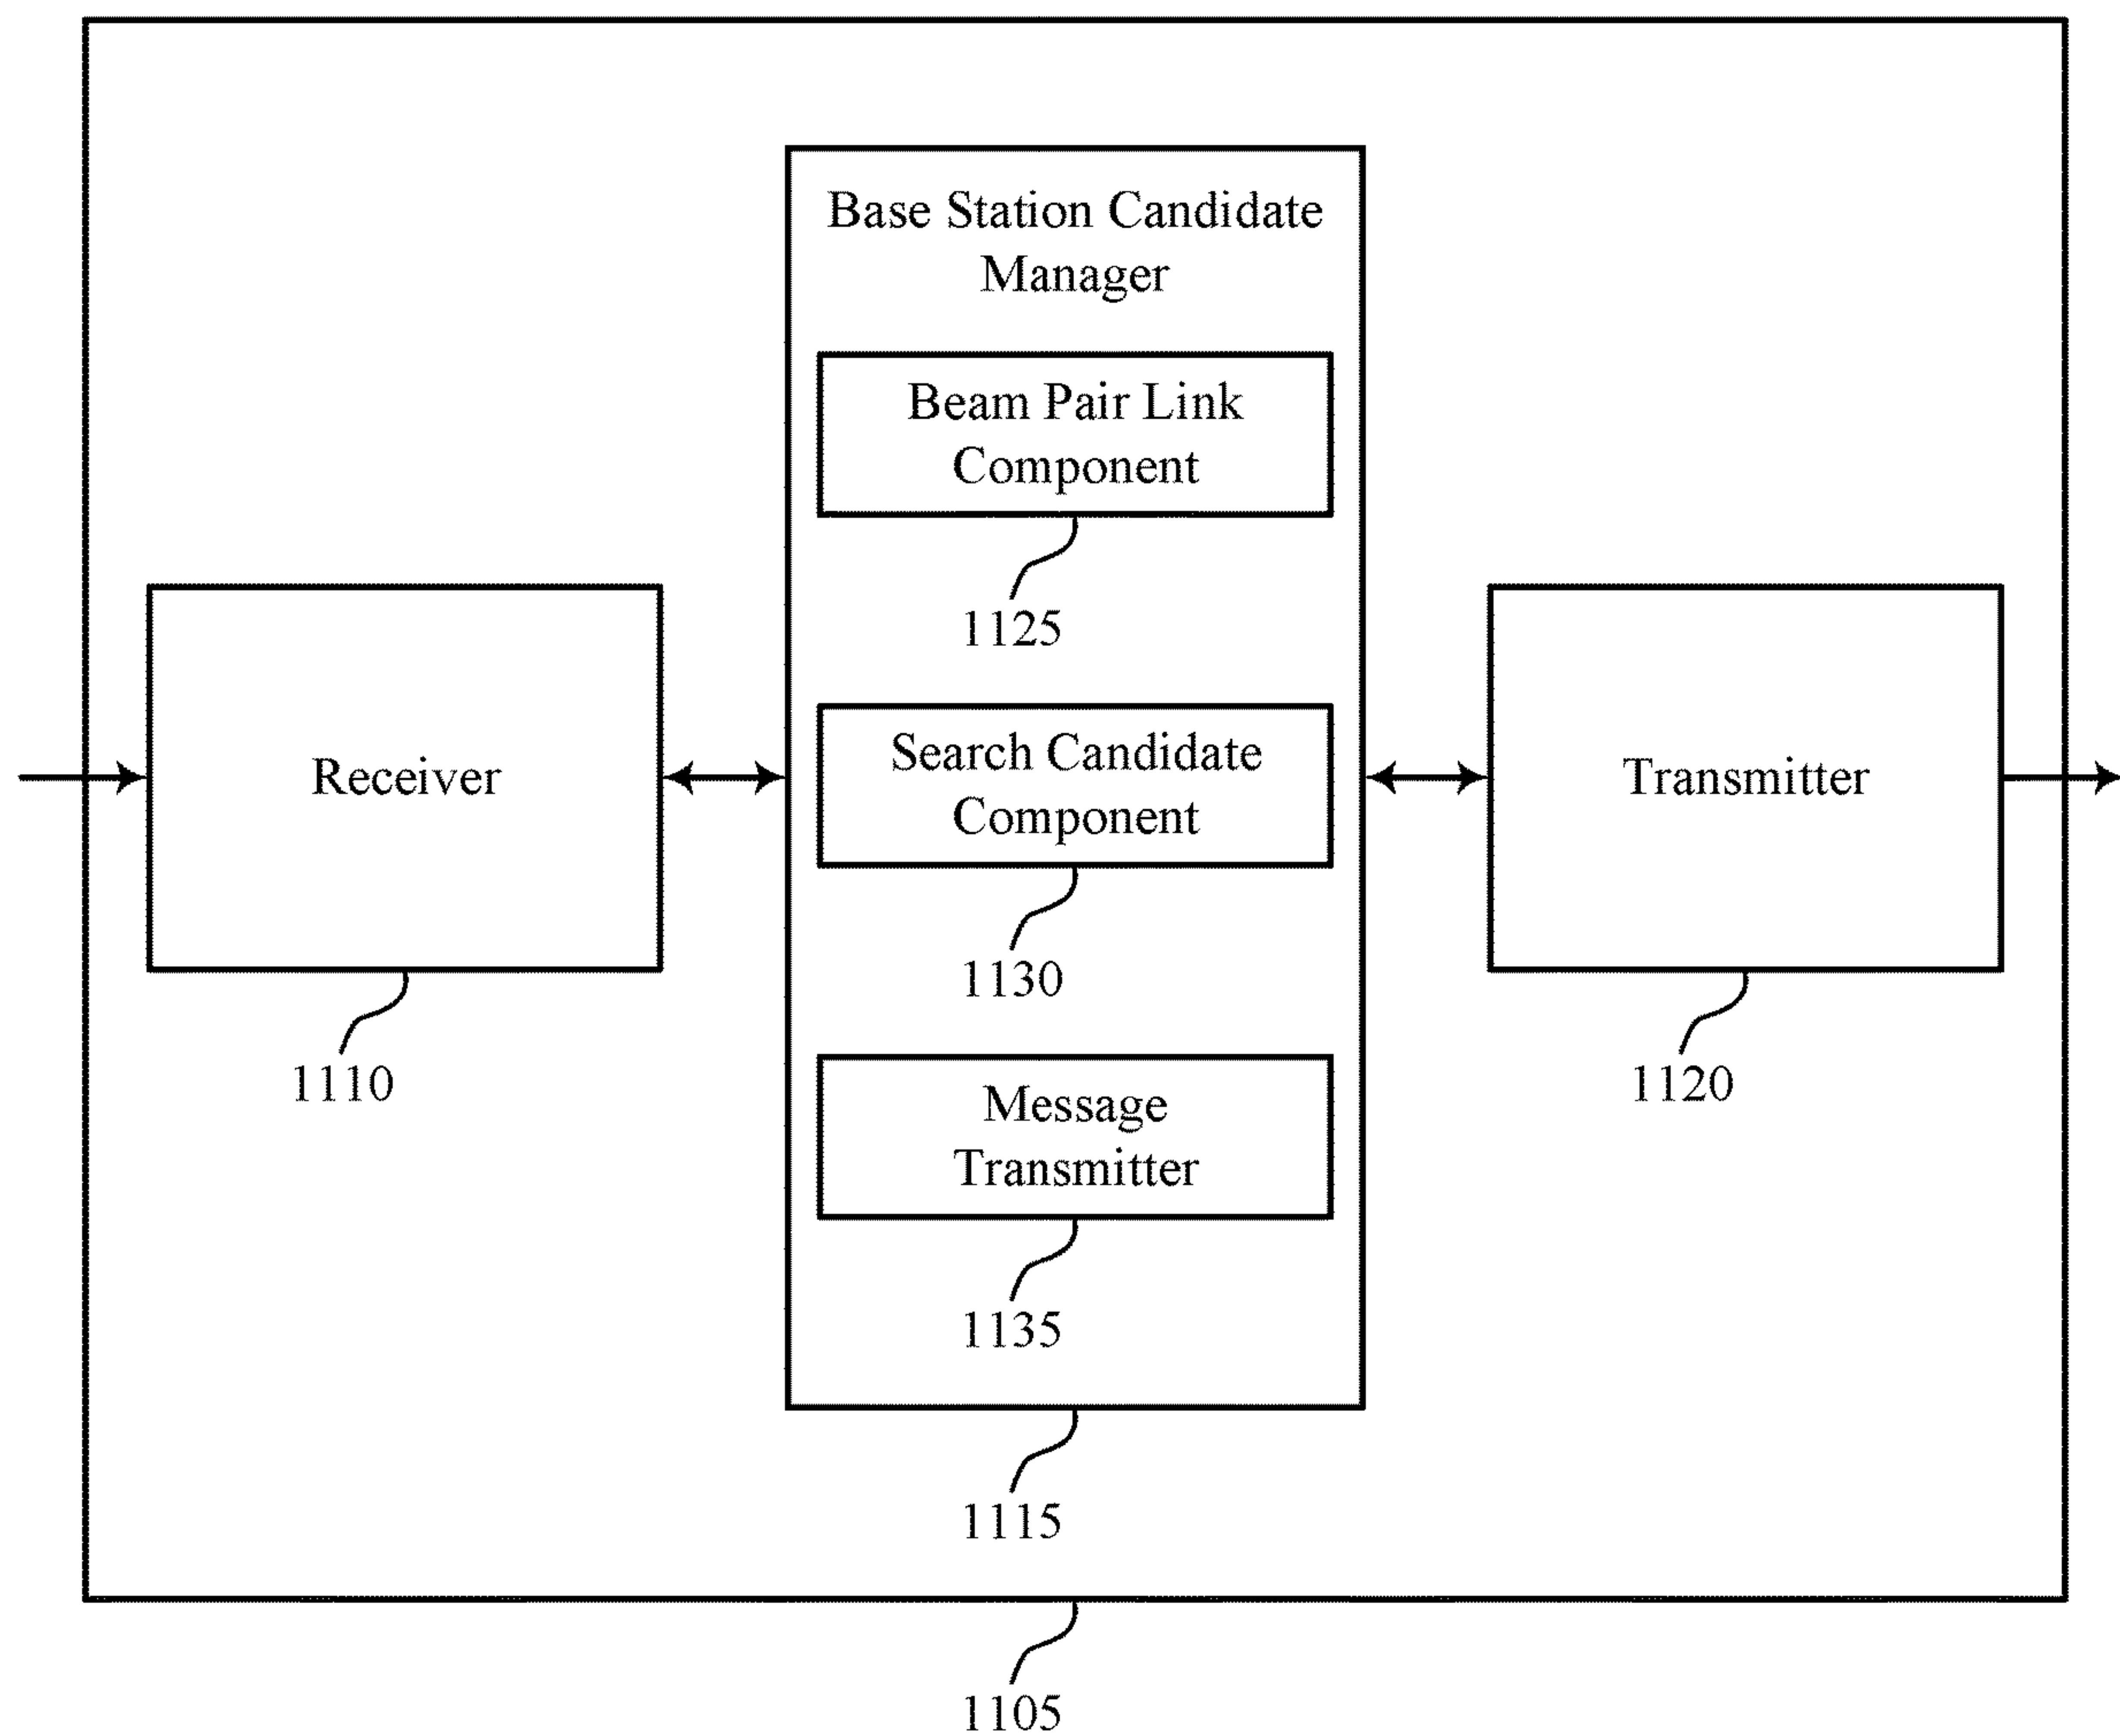 Base Station Candidate
Manager
Beam Pair Link
Component
1125
Receiver
1110
Search Candidate
Component
1130
Transmitter
1120
Message
Transmitter
1135
1115
1105